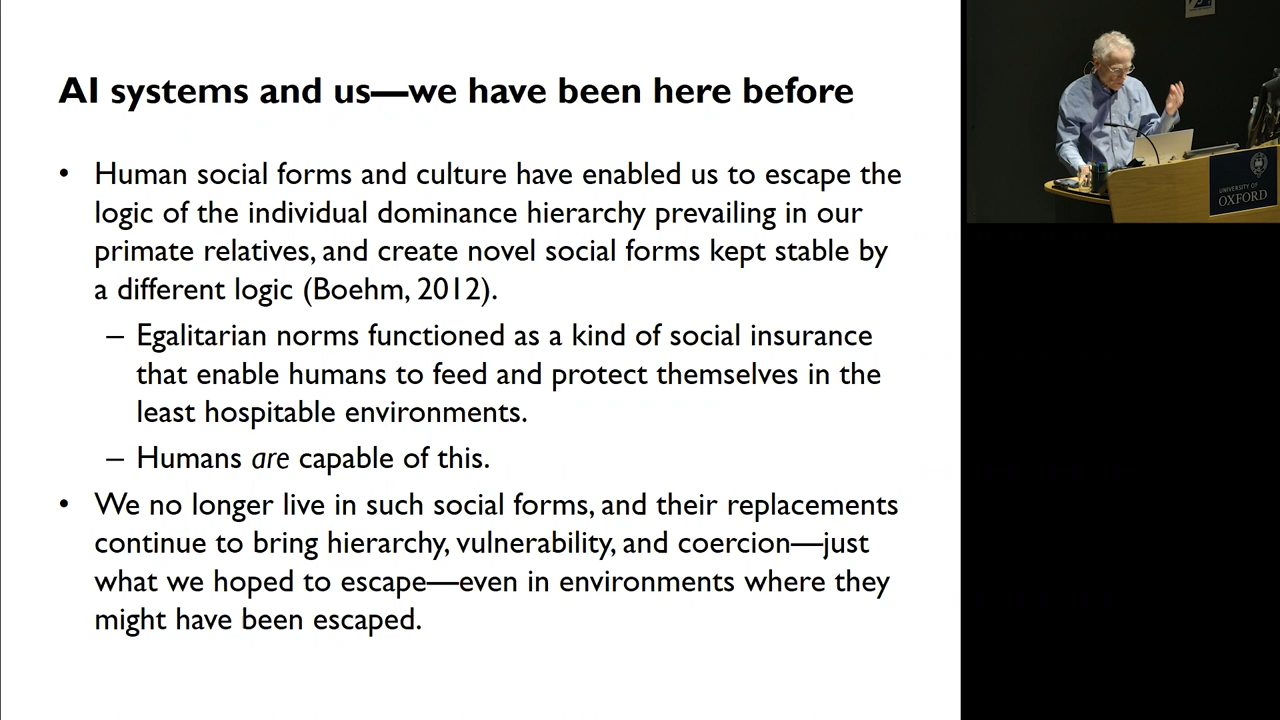 AI systems and us—we have been here before
• Human social forms and culture have enabled us to escape the
logic of the individual dominance hierarchy prevailing in our
primate relatives, and create novel social forms kept stable by
a different logic (Boehm, 2012).
– Egalitarian norms functioned as a kind of social insurance
that enable humans to feed and protect themselves in the
least hospitable environments.
– Humans are capable of this.
• We no longer live in such social forms, and their replacements
continue to bring hierarchy, vulnerability, and coercion—just
what we hoped to escape—even in environments where they
might have been escaped.
UNIVERSITY OF
OXFORD